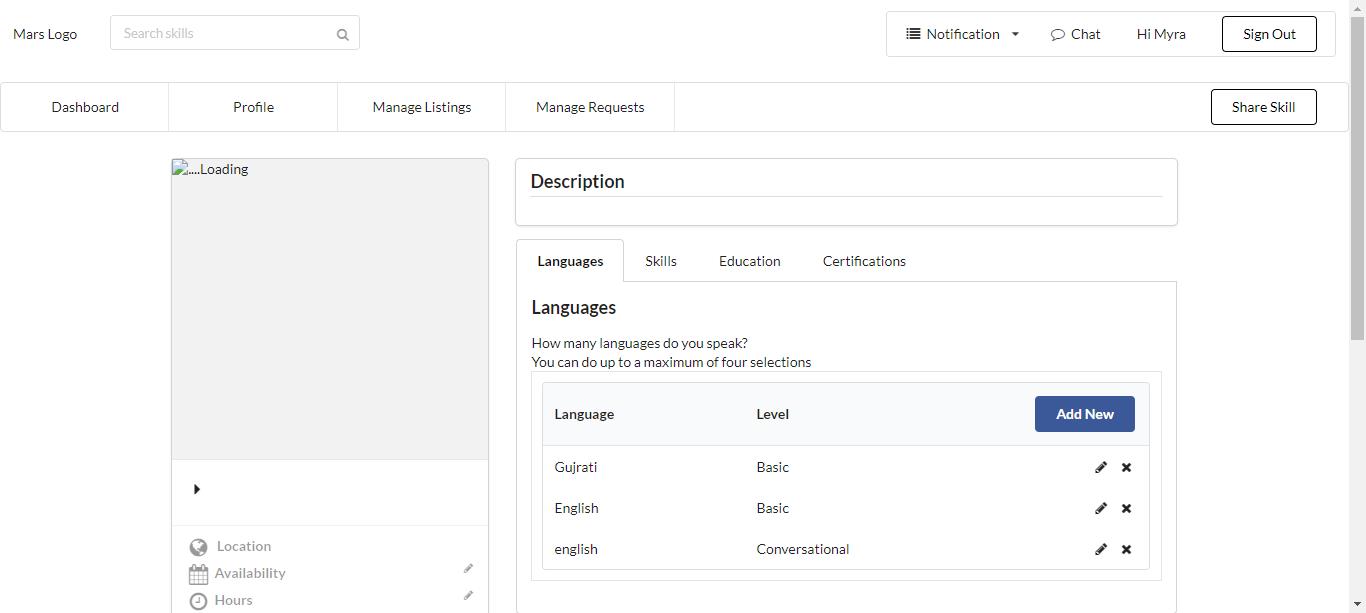 Mars Logo
Search skills
Notification
Chat
Hi Myra
Sign Out
Dashboard
Profile
Manage Listings
Manage Requests
Share Skill
....Loading
Location
Availability
Hours
Description
Languages
Skills
Education
Certifications
Languages
How many languages do you speak?
You can do up to a maximum of four selections
Language
Level
Add New
Gujrati
Basic
English
Basic
english
Conversational